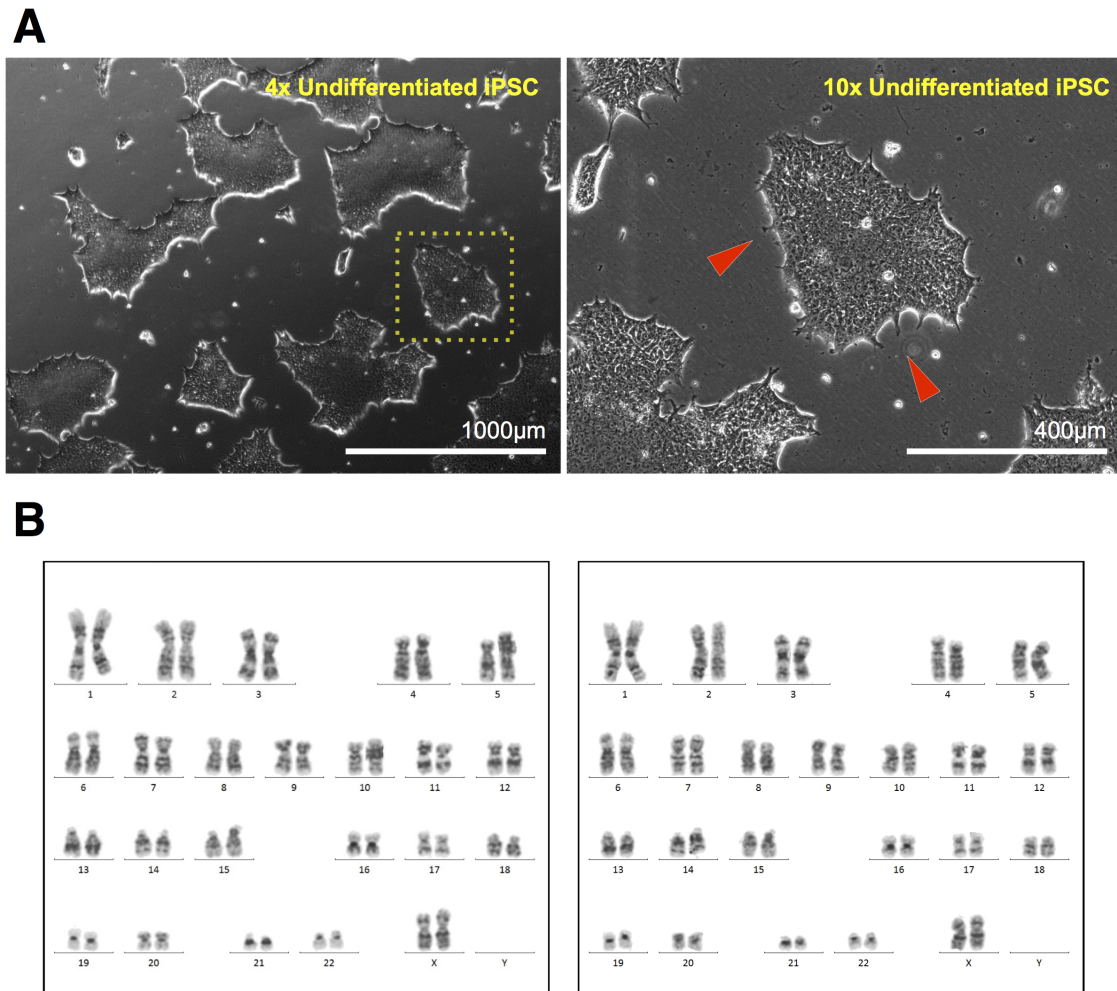 A
4x Undifferentiated iPSC
1000µm
10x Undifferentiated iPSC
400µm
B
1 2 3 4 5
6 7 8 9 10 11 12
13 14 15 16 17 18
19 20 21 22 X Y
1 2 3 4 5
6 7 8 9 10 11 12
13 14 15 16 17 18
19 20 21 22 X Y